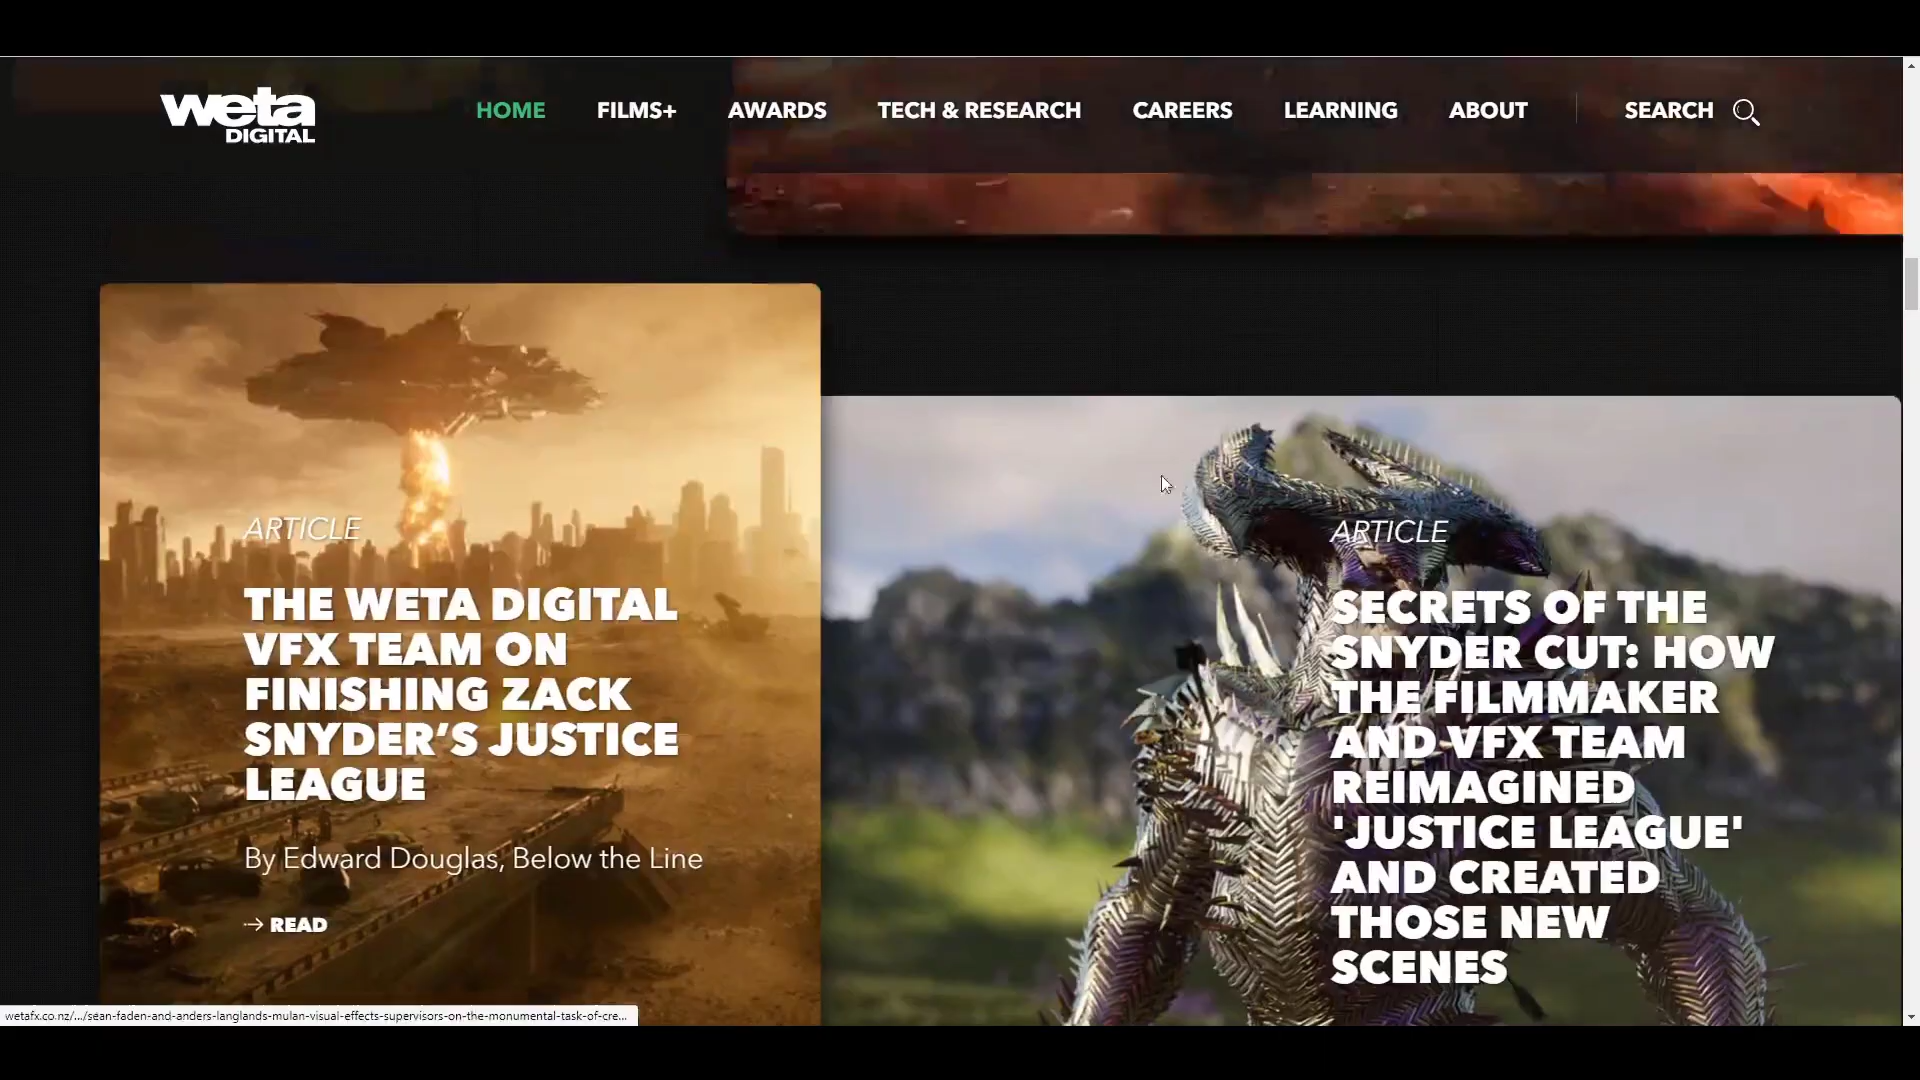 weta
DIGITAL
HOME FILMS+ AWARDS TECH & RESEARCH CAREERS LEARNING ABOUT SEARCH
ARTICLE
THE WETA DIGITAL
VFX TEAM ON
FINISHING ZACK
SNYDER’S JUSTICE
LEAGUE
By Edward Douglas, Below the Line
→ READ
ARTICLE
SECRETS OF THE
SNYDER CUT: HOW
THE FILMMAKER
AND VFX TEAM
REIMAGINED
'JUSTICE LEAGUE'
AND CREATED
THOSE NEW
SCENES
wetafx.co.nz/.../sean-faden-and-anders-langlands-mulan-visual-effects-supervisors-on-the-monumental-task-of-cre...